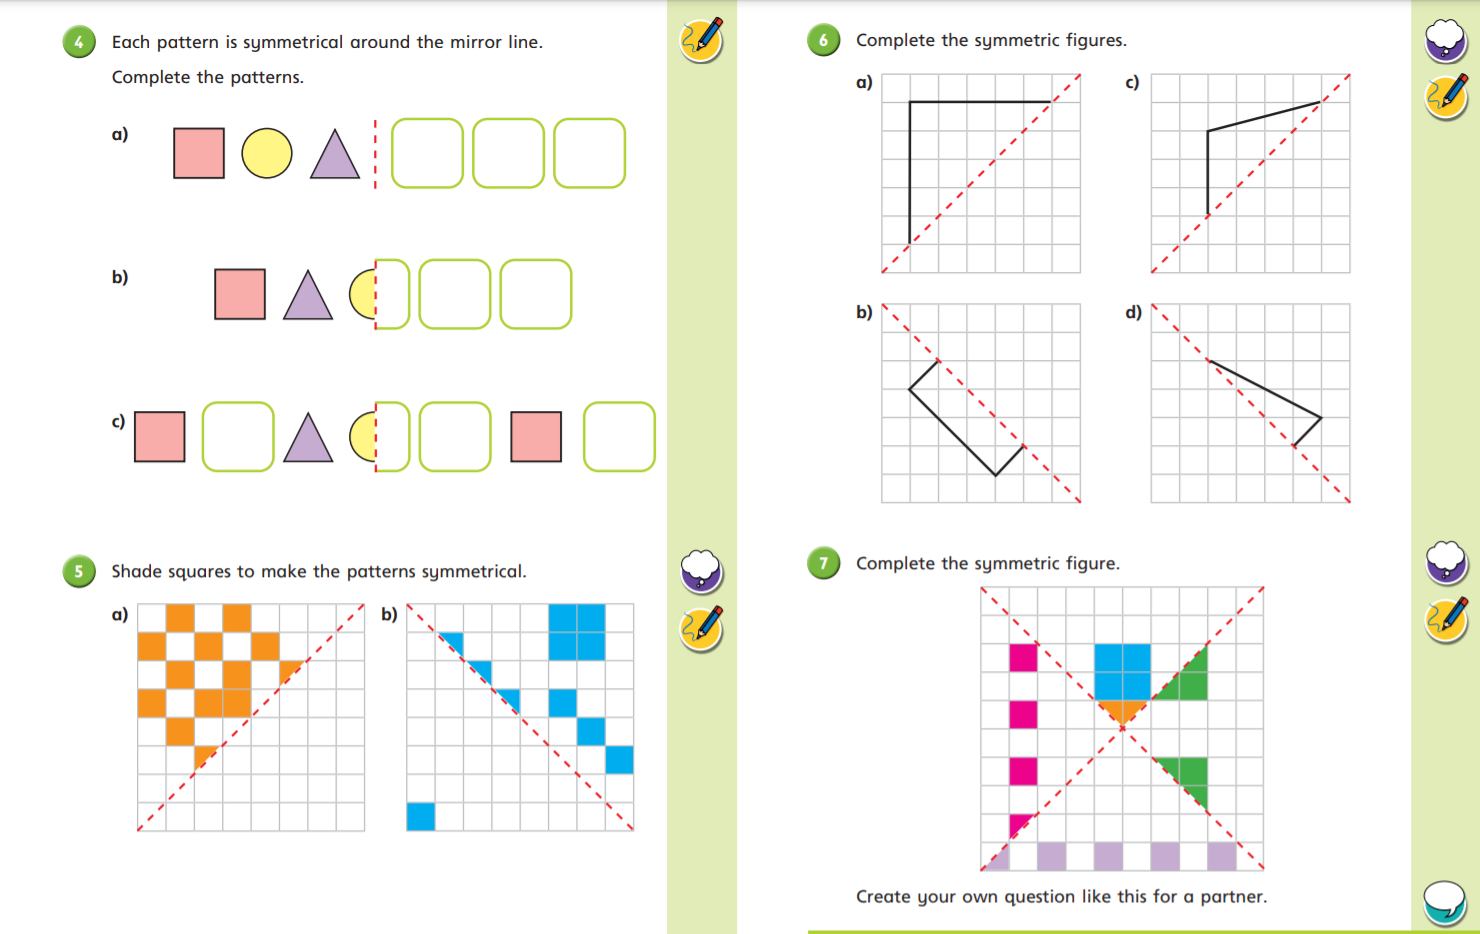 4 Each pattern is symmetrical around the mirror line.
Complete the patterns.
a)
b)
c)
5 Shade squares to make the patterns symmetrical.
a) b)
6 Complete the symmetric figures.
a) c)
b) d)
7 Complete the symmetric figure.
Create your own question like this for a partner.